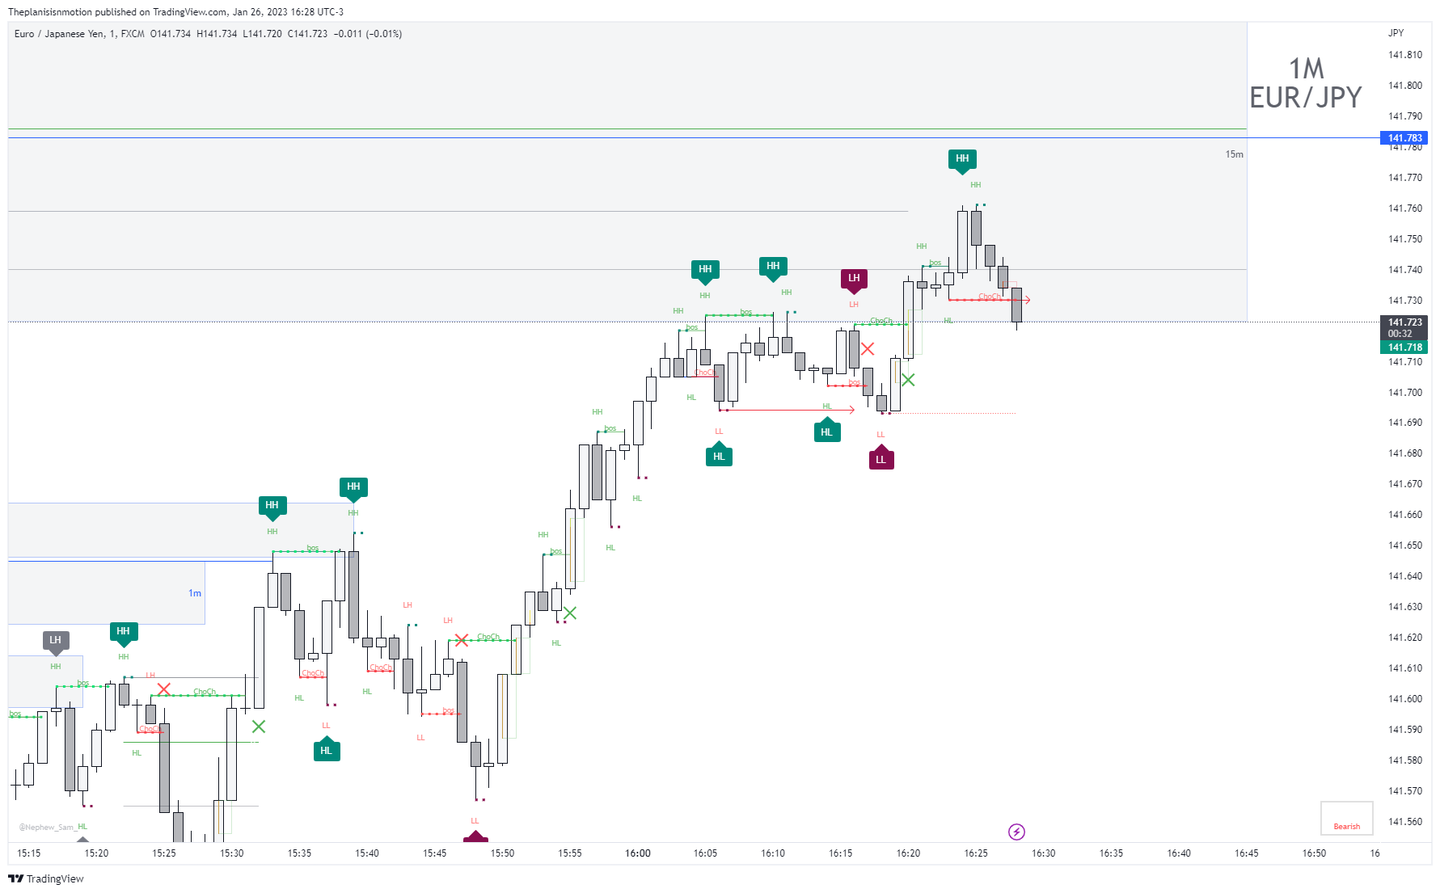 Theplanisisnmotion published on TradingView.com, Jan 26, 2023 16:28 UTC-3
Euro / Japanese Yen, 1, FXCM O141.734 H141.734 L141.720 C141.723 −0.011 (−0.01%)
JPY
141.810
1M
EUR/JPY
141.800
141.790
141.783
141.780
15m
HH
141.770
HH
141.760
141.750
HH
bos
141.740
HH
HH
LH
HH
HH
LH
ChoCh
141.730
HH
bos
bos
ChoCh
HL
141.723
00:32
141.718
141.710
ChoCh
bos
141.700
HL
HL
HH
141.690
bos
LL
HL
LL
HL
LL
141.680
141.670
HH
HH
HL
141.660
HH
HH
HH
bos
HL
bos
141.650
1m
141.640
LH
141.630
LH
HH
LH
ChoCh
HL
141.620
HH
HH
LH
ChoCh
ChoCh
141.610
bos
ChoCh
HL
HL
141.600
bos
ChoCh
LL
bos
LL
141.590
HL
HL
141.580
141.570
LL
141.560
@Nephew_Sam_
HL
Bearish
15:15 15:20 15:25 15:30 15:35 15:40 15:45 15:50 15:55 16:00 16:05 16:10 16:15 16:20 16:25 16:30 16:35 16:40 16:45 16:50 16
TradingView